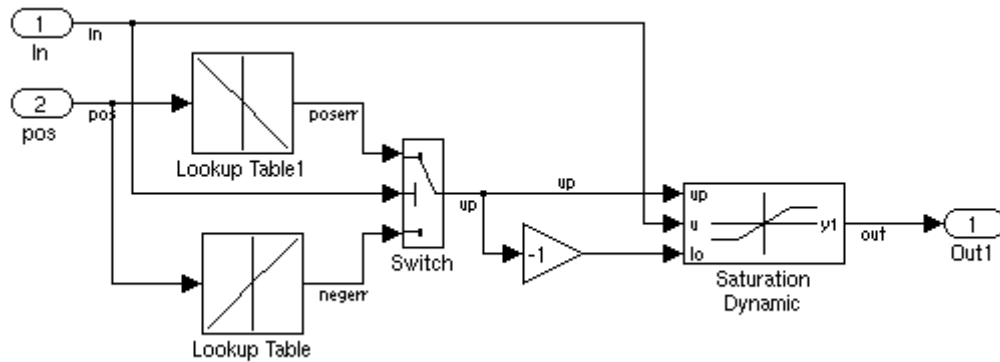 1
In
In
2
pos
pos
Lookup Table1
poserr
Lookup Table
negerr
Switch
up
up
-1
up
u
lo
y1
Saturation
Dynamic
out
1
Out1